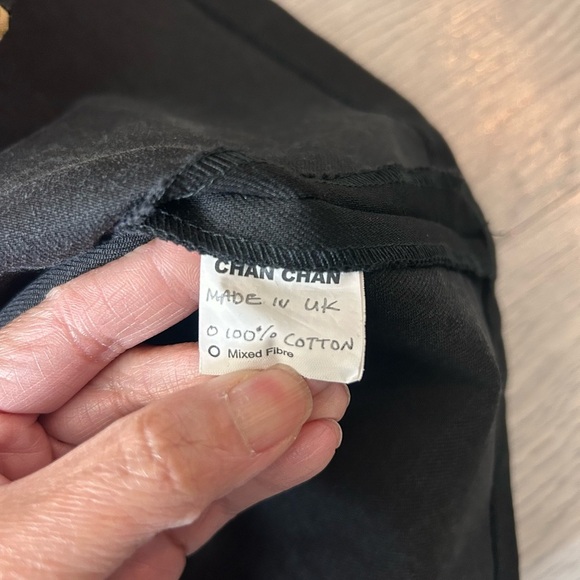 CHAN CHAN
MADE IN UK
O 100% COTTON
O Mixed Fibre